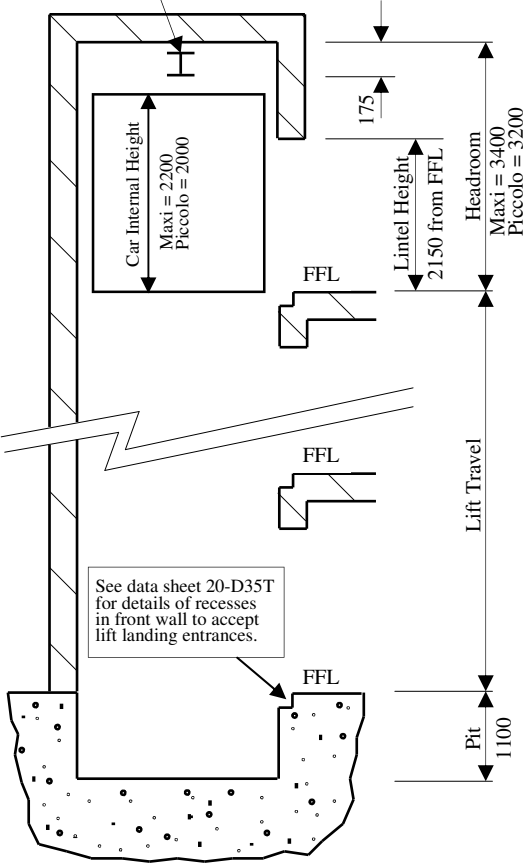 175
Car Internal Height
Maxi = 2200
Piccolo = 2000
Lintel Height
2150 from FFL
Headroom
Maxi = 3400
Piccolo = 3200
FFL
FFL
Lift Travel
See data sheet 20-D35T
for details of recesses
in front wall to accept
lift landing entrances.
FFL
Pit
1100